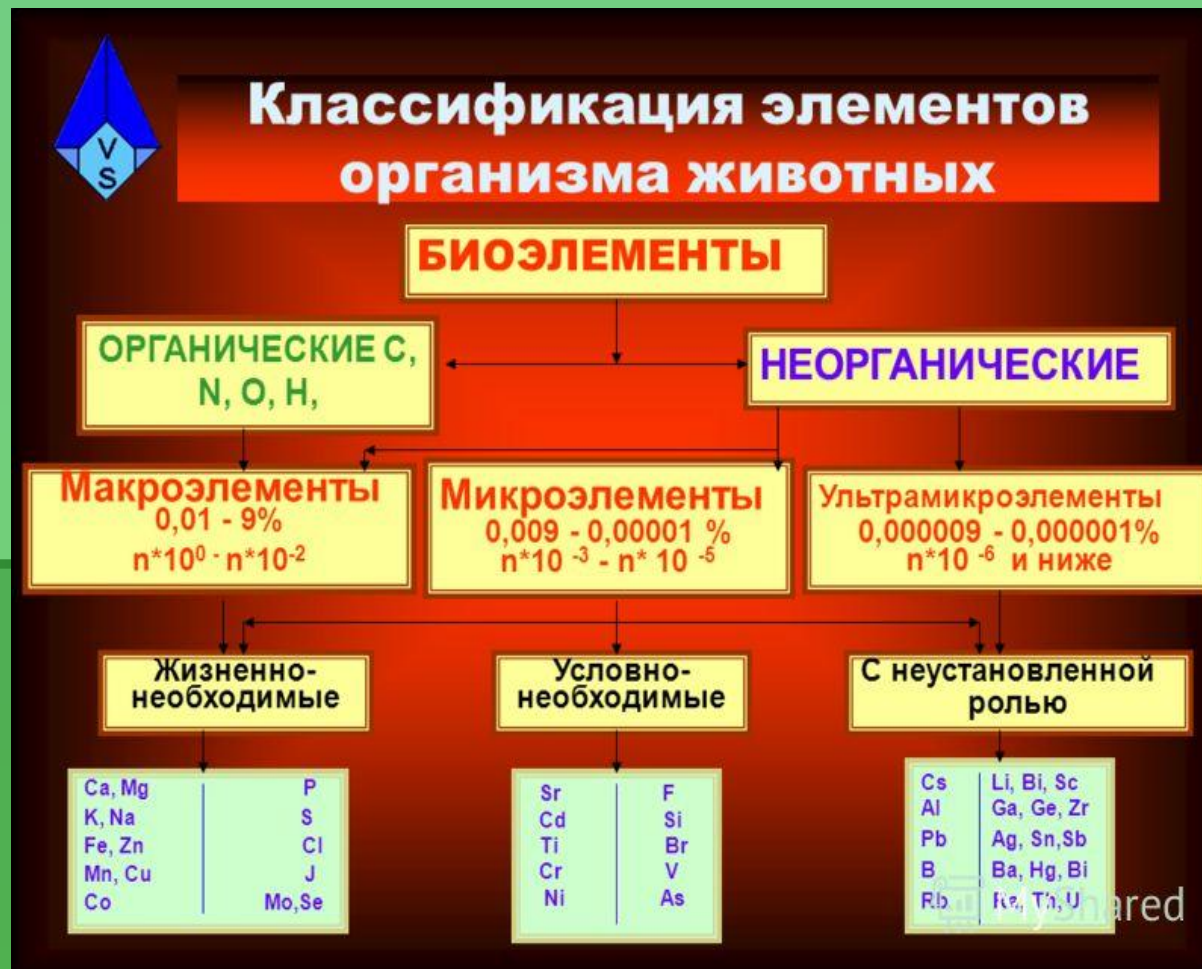 V
S
Классификация элементов
организма животных
БИОЭЛЕМЕНТЫ
ОРГАНИЧЕСКИЕ С,
N, O, H,
НЕОРГАНИЧЕСКИЕ
Макроэлементы
0,01 - 9%
n*10⁰ - n*10⁻²
Микроэлементы
0,009 - 0,00001 %
n*10 ⁻³ - n* 10 ⁻⁵
Ультрамикроэлементы
0,000009 - 0,000001%
n*10 ⁻⁶ и ниже
Жизненно-
необходимые
Условно-
необходимые
С неустановленной
ролью
Ca, Mg P
K, Na S
Fe, Zn Cl
Mn, Cu J
Co Mo,Se
Sr F
Cd Si
Ti Br
Cr V
Ni As
Cs Li, Bi, Sc
Al Ga, Ge, Zr
Pb Ag, Sn,Sb
B Ba, Hg, Bi
Rb Ra, Th,U
MyShared